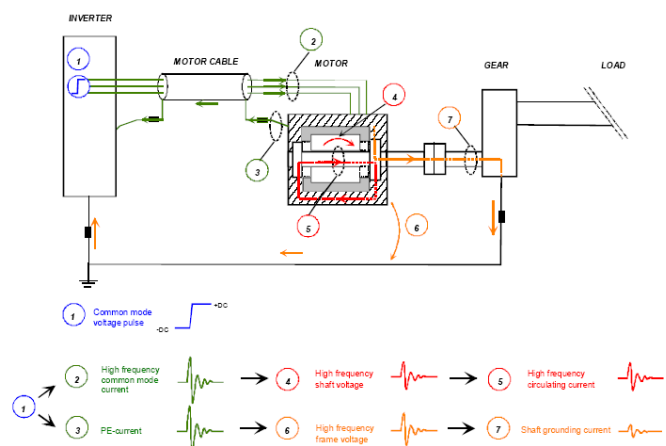 INVERTER
1
MOTOR CABLE
2
MOTOR
GEAR
LOAD
4
7
3
5
6
1
Common mode
voltage pulse
+DC
-DC
1
2
High frequency
common mode
current
4
High frequency
shaft voltage
5
High frequency
circulating current
3
PE-current
6
High frequency
frame voltage
7
Shaft grounding current